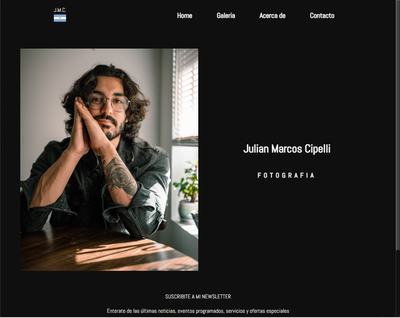 J.M.C.
Home Galeria Acerca de Contacto
Julian Marcos Cipelli
FOTOGRAFIA
SUSCRIBITE A MI NEWSLETTER
Enterate de las últimas noticias, eventos programados, servicios y ofertas especiales